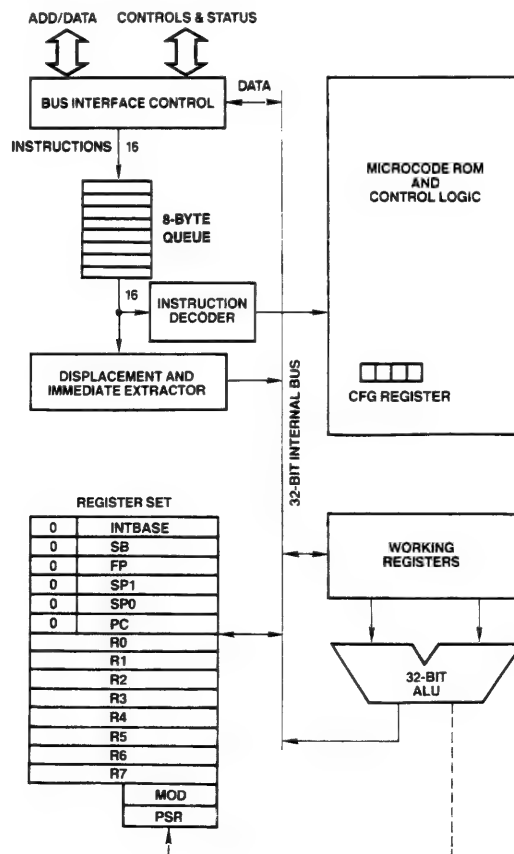 ADD/DATA
CONTROLS & STATUS
BUS INTERFACE CONTROL
DATA
INSTRUCTIONS
16
8-BYTE
QUEUE
16
INSTRUCTION
DECODER
DISPLACEMENT AND
IMMEDIATE EXTRACTOR
MICROCODE ROM
AND
CONTROL LOGIC
CFG REGISTER
32-BIT INTERNAL BUS
REGISTER SET
0 INTBASE
0 SB
0 FP
0 SP1
0 SP0
0 PC
R0
R1
R2
R3
R4
R5
R6
R7
MOD
PSR
WORKING
REGISTERS
32-BIT
ALU